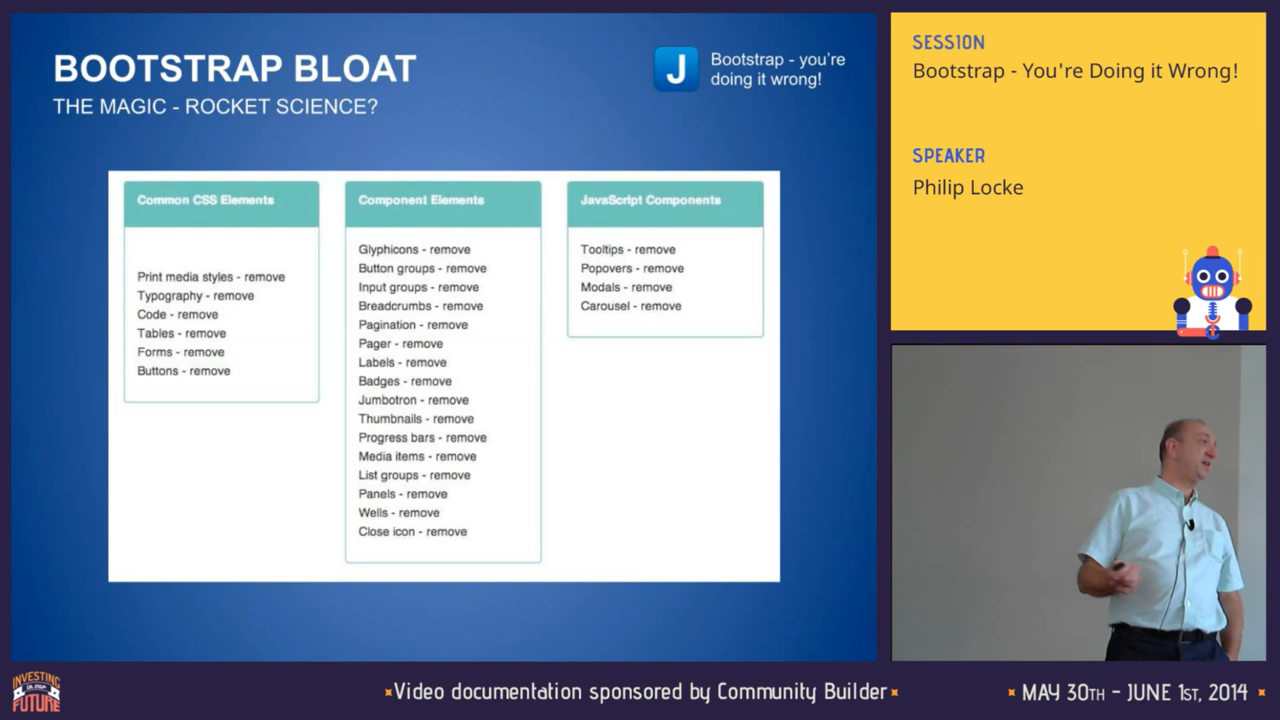 BOOTSTRAP BLOAT
THE MAGIC - ROCKET SCIENCE?
J
Bootstrap - you're
doing it wrong!
Common CSS Elements
Print media styles - remove
Typography - remove
Code - remove
Tables - remove
Forms - remove
Buttons - remove
Component Elements
Glyphicons - remove
Button groups - remove
Input groups - remove
Breadcrumbs - remove
Pagination - remove
Pager - remove
Labels - remove
Badges - remove
Jumbotron - remove
Thumbnails - remove
Progress bars - remove
Media items - remove
List groups - remove
Panels - remove
Wells - remove
Close icon - remove
JavaScript Components
Tooltips - remove
Popovers - remove
Modals - remove
Carousel - remove
SESSION
Bootstrap - You're Doing it Wrong!
SPEAKER
Philip Locke
INVESTING
IN OUR
FUTURE
Video documentation sponsored by Community Builder
MAY 30TH - JUNE 1ST, 2014